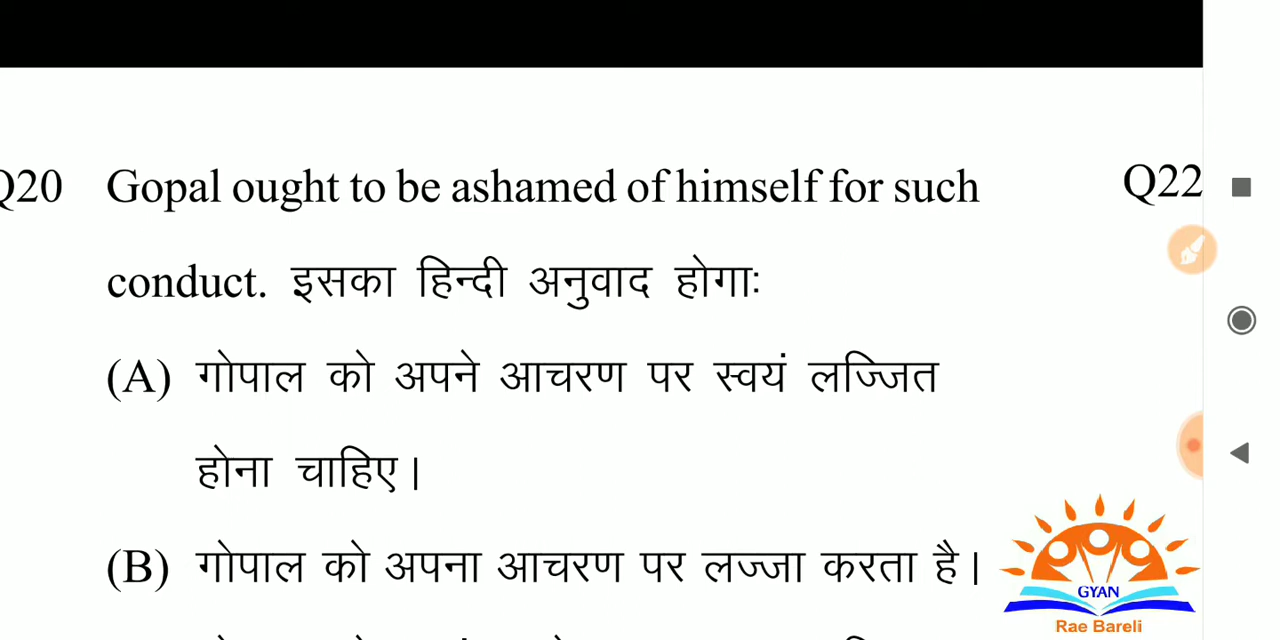 Q20 Gopal ought to be ashamed of himself for such
Q22
conduct. इसका हिन्दी अनुवाद होगाः
(A) गोपाल को अपने आचरण पर स्वयं लज्जित
होना चाहिए।
(B) गोपाल को अपना आचरण पर लज्जा करता है।
GYAN
Rae Bareli